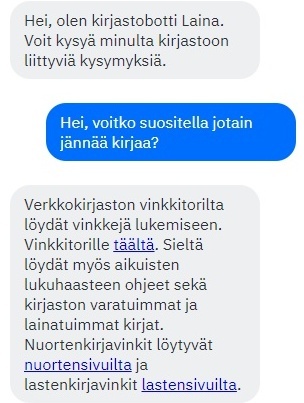 Hei, olen kirjastobotti Laina.
Voit kysyä minulta kirjastoon
liittyviä kysymyksiä.
Hei, voitko suositella jotain
jännää kirjaa?
Verkkokirjaston vinkkitorilta
löydät vinkkejä lukemiseen.
Vinkkitorille täältä. Sieltä
löydät myös aikuisten
lukuhaasteen ohjeet sekä
kirjaston varatuimmat ja
lainatuimmat kirjat.
Nuortenkirjavinkit löytyvät
nuortensivuilta ja
lastenkirjavinkit lastensivuilta.